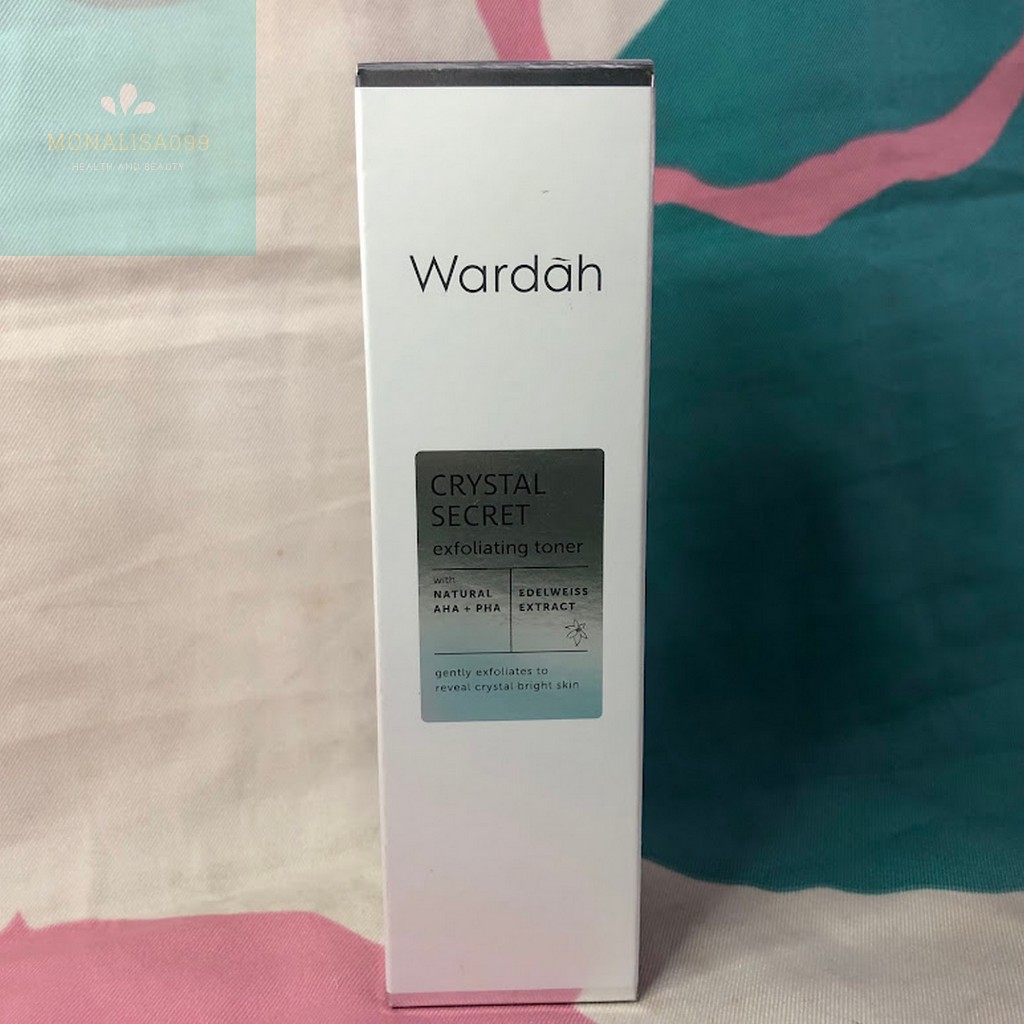 MONALISA099
HEALTH AND BEAUTY
Wardah
CRYSTAL
SECRET
exfoliating toner
with
NATURAL
AHA + PHA
EDELWEISS
EXTRACT
gently exfoliates to
reveal crystal bright skin